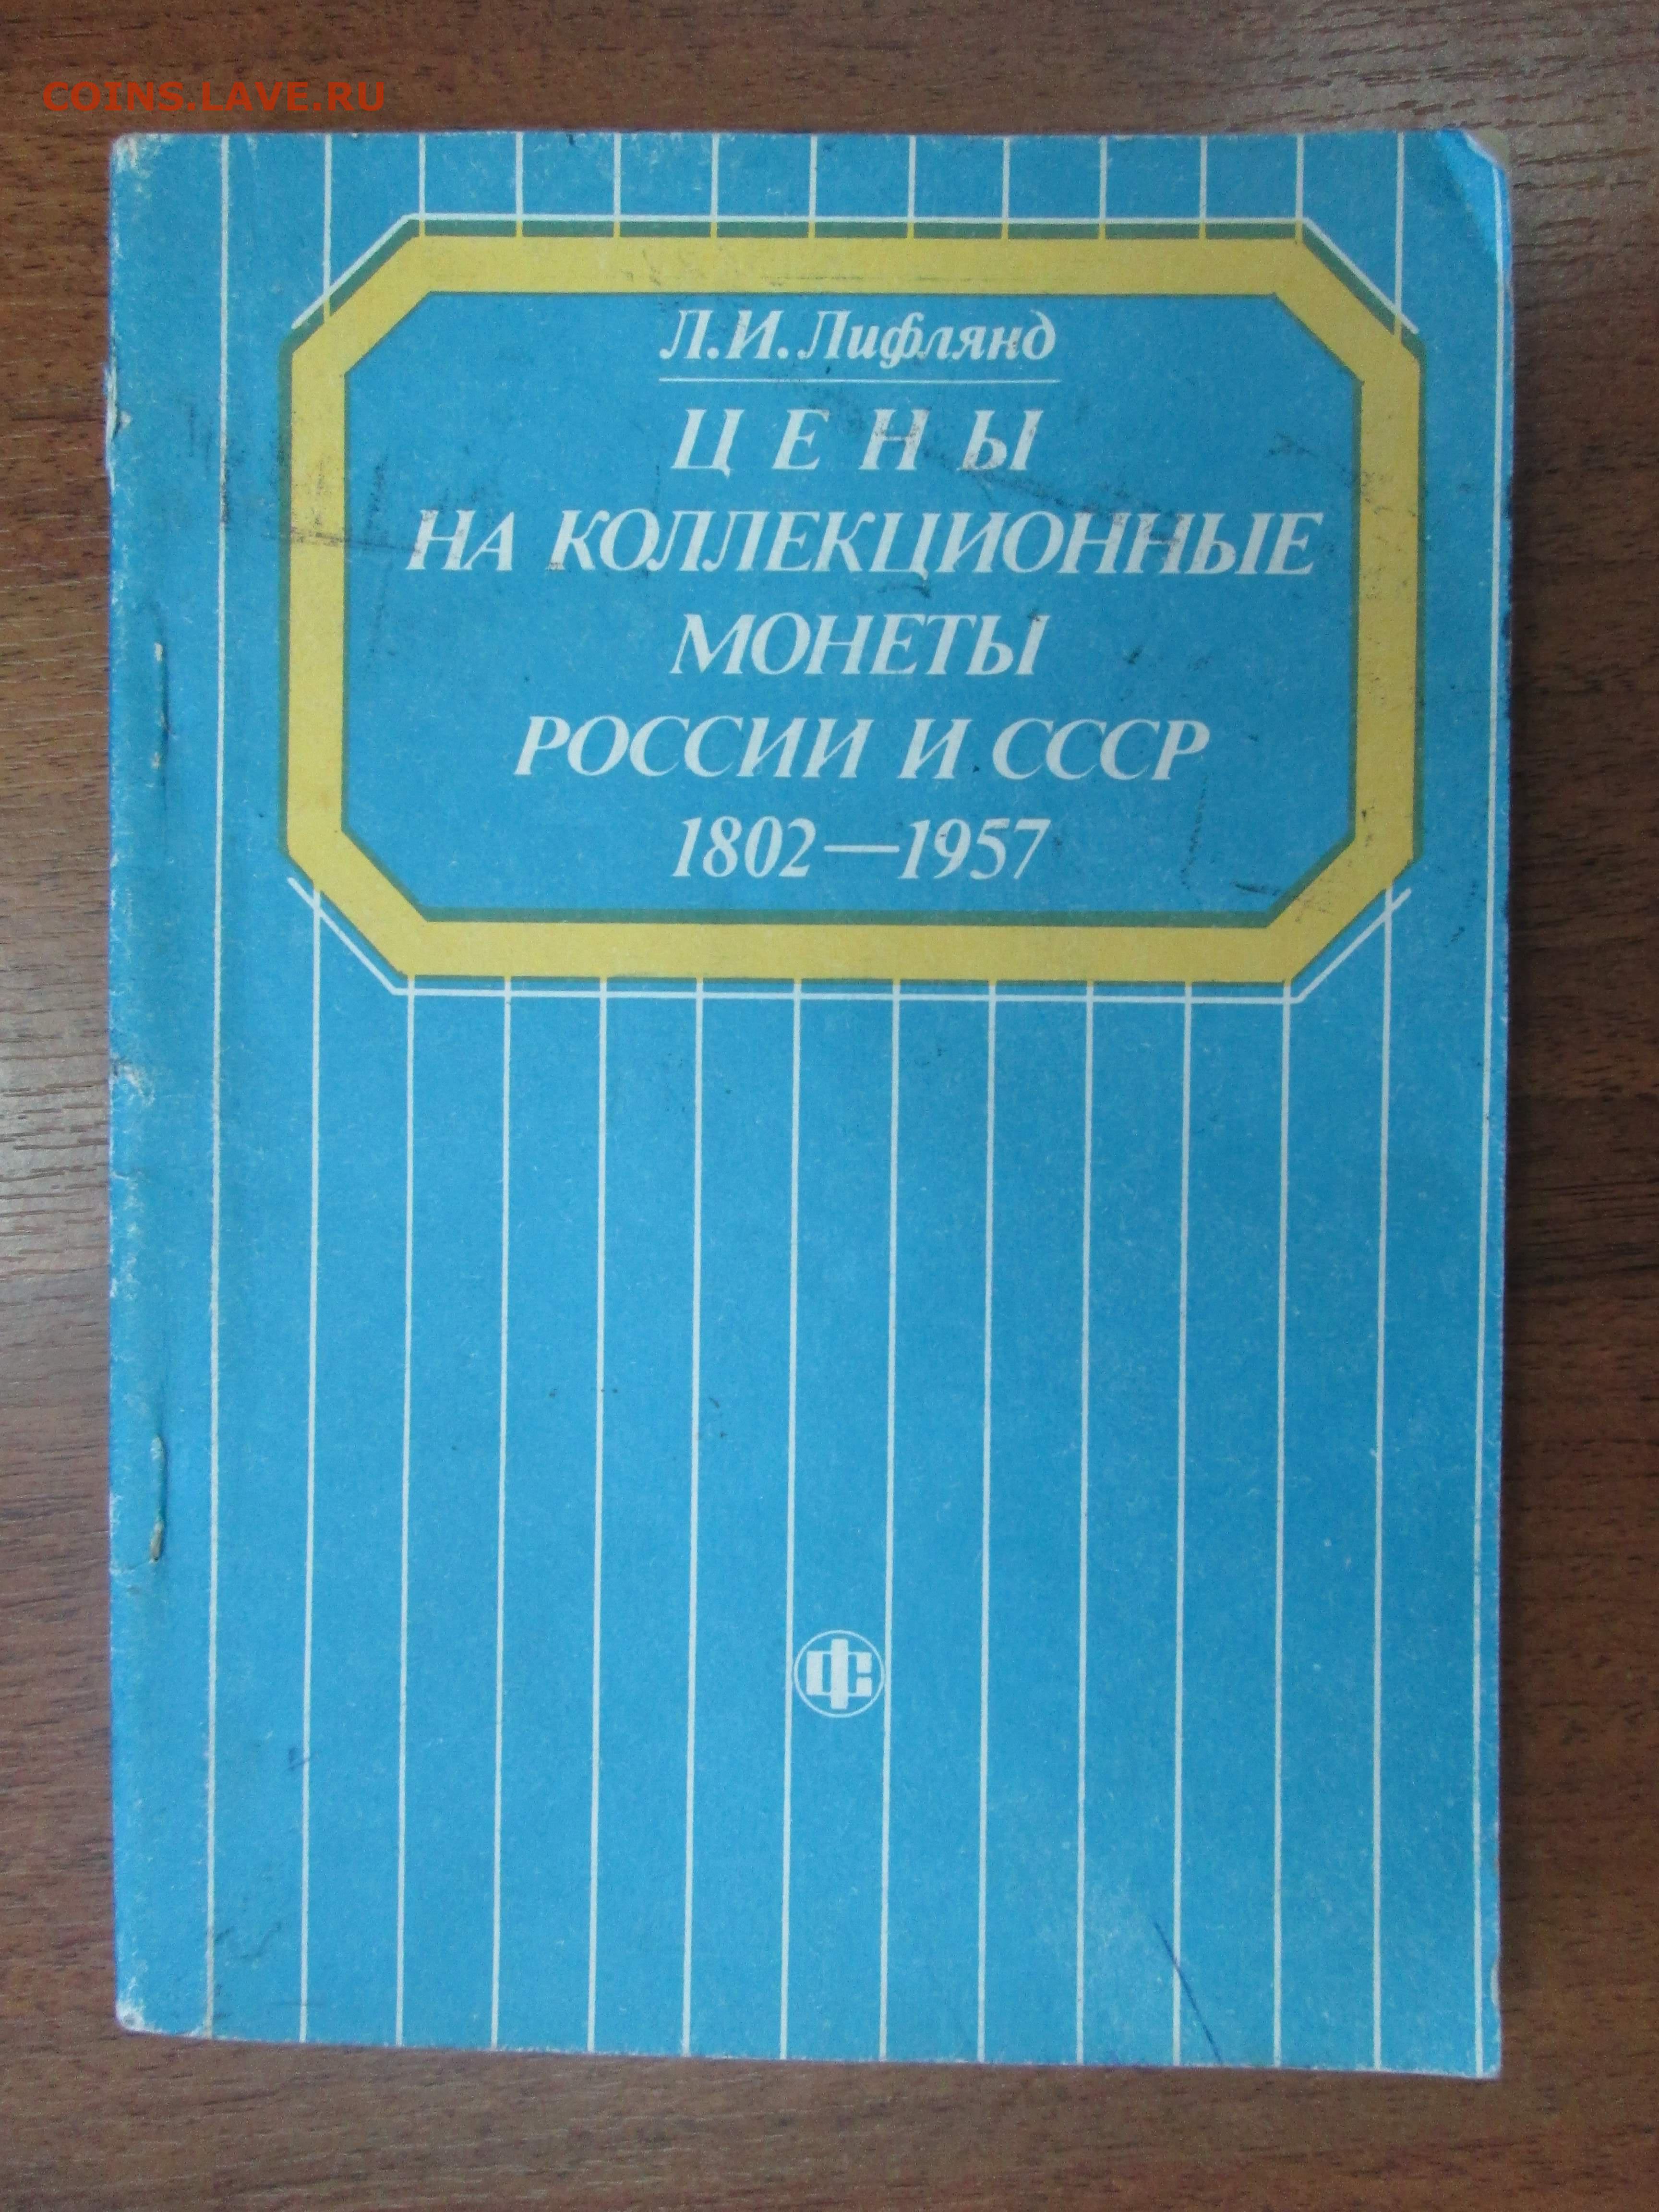 COINS.LAVE.RU
Л.И.Лифлянд
ЦЕНЫ
НА КОЛЛЕКЦИОННЫЕ
МОНЕТЫ
РОССИИ И СССР
1802—1957
фс